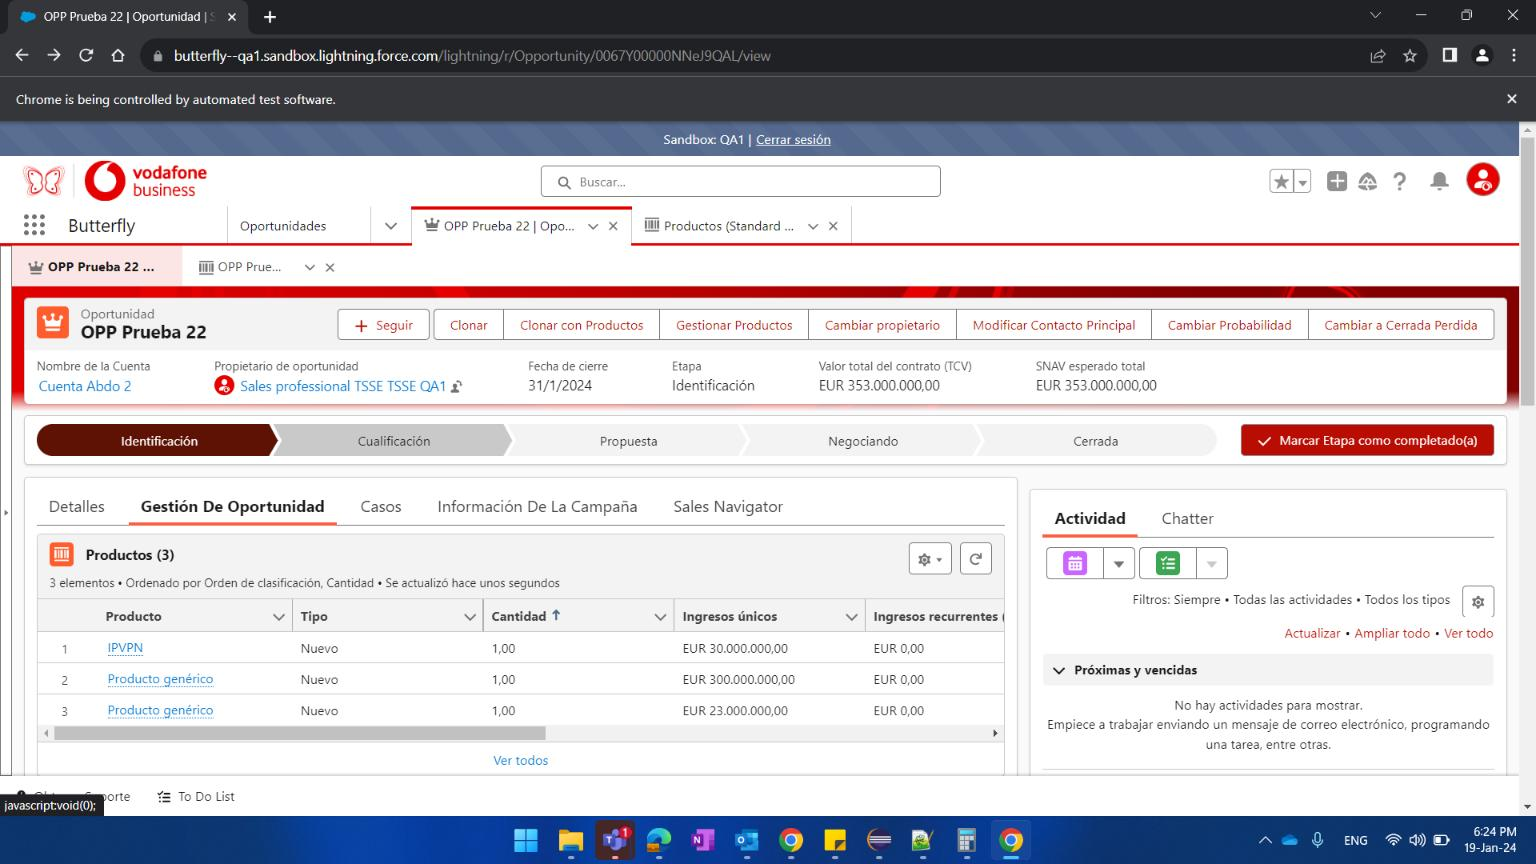 OPP Prueba 22 | Oportunidad |
butterfly--qa1.sandbox.lightning.force.com/lightning/r/Opportunity/0067Y00000NNeJ9QAL/view
Chrome is being controlled by automated test software.
Sandbox: QA1 | Cerrar sesión
vodafone
business
Buscar...
Butterfly
Oportunidades
OPP Prueba 22 | Opo...
Productos (Standard ...
OPP Prueba 22 ...
OPP Prue...
Oportunidad
OPP Prueba 22
Seguir
Clonar
Clonar con Productos
Gestionar Productos
Cambiar propietario
Modificar Contacto Principal
Cambiar Probabilidad
Cambiar a Cerrada Perdida
Nombre de la Cuenta
Cuenta Abdo 2
Propietario de oportunidad
Sales professional TSSE TSSE QA1
Fecha de cierre
31/1/2024
Etapa
Identificación
Valor total del contrato (TCV)
EUR 353.000.000,00
SNAV esperado total
EUR 353.000.000,00
Identificación
Cualificación
Propuesta
Negociando
Cerrada
Marcar Etapa como completado(a)
Detalles
Gestión De Oportunidad
Casos
Información De La Campaña
Sales Navigator
Productos (3)
3 elementos • Ordenado por Orden de clasificación, Cantidad • Se actualizó hace unos segundos
Producto Tipo Cantidad Ingresos únicos Ingresos recurrentes (
1 IPVPN Nuevo 1,00 EUR 30.000.000,00 EUR 0,00
2 Producto genérico Nuevo 1,00 EUR 300.000.000,00 EUR 0,00
3 Producto genérico Nuevo 1,00 EUR 23.000.000,00 EUR 0,00
Ver todos
Actividad
Chatter
Filtros: Siempre • Todas las actividades • Todos los tipos
Actualizar • Ampliar todo • Ver todo
Próximas y vencidas
No hay actividades para mostrar.
Empiece a trabajar enviando un mensaje de correo electrónico, programando
una tarea, entre otras.
To Do List
javascript:void(0);
1
ENG
6:24 PM
19-Jan-24